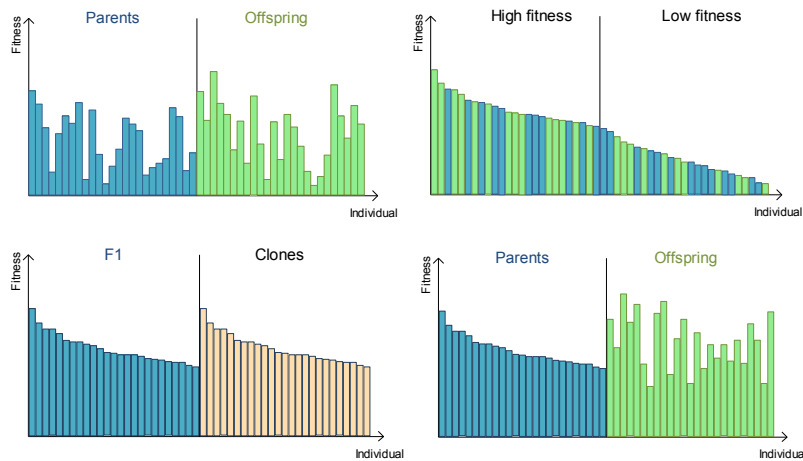 Fitness
Parents
Offspring
Individual
Fitness
High fitness
Low fitness
Individual
Fitness
F1
Clones
Individual
Fitness
Parents
Offspring
Individual